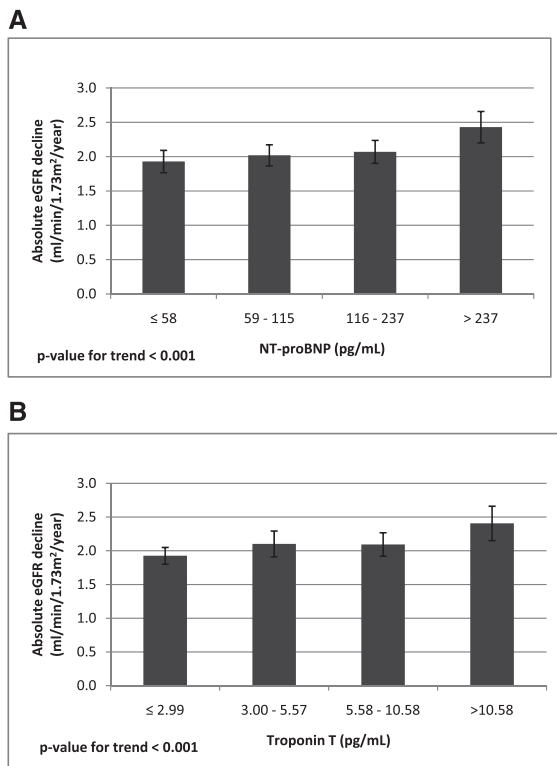 A
Absolute eGFR decline
(ml/min/1.73m²/year)
3.0
2.5
2.0
1.5
1.0
0.5
0.0
≤ 58 59 - 115 116 - 237 > 237
NT-proBNP (pg/mL)
p-value for trend < 0.001
B
Absolute eGFR decline
(ml/min/1.73m²/year)
3.0
2.5
2.0
1.5
1.0
0.5
0.0
≤ 2.99 3.00 - 5.57 5.58 - 10.58 >10.58
Troponin T (pg/mL)
p-value for trend < 0.001